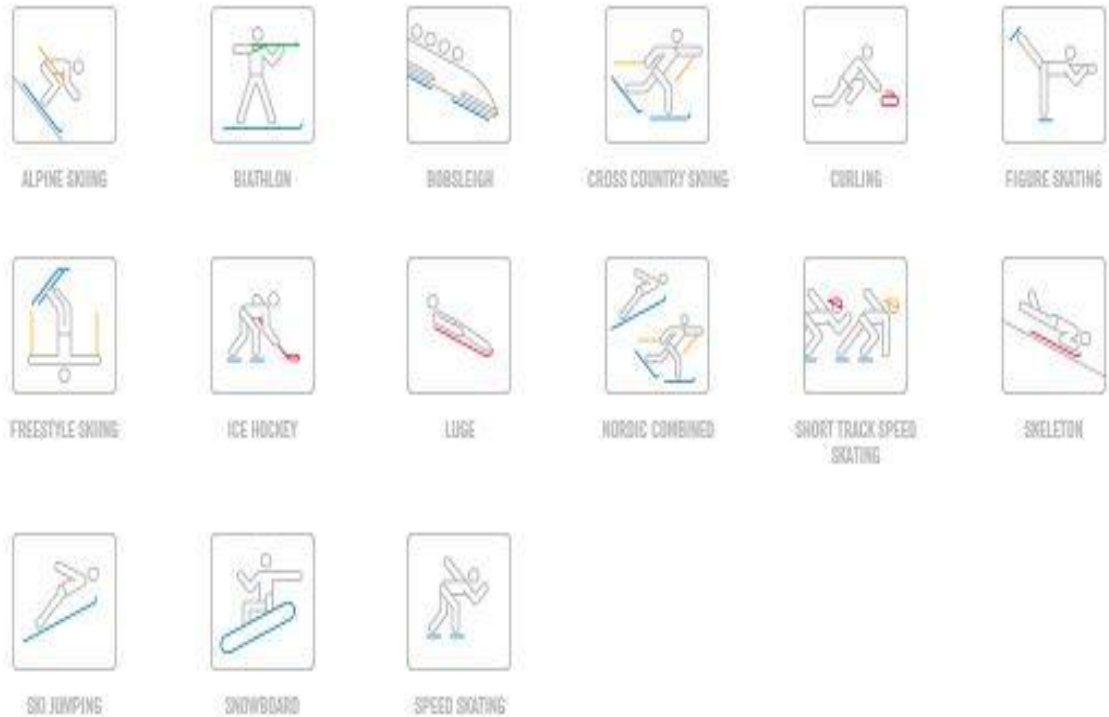 ALPINE SKIING
BIATHLON
BOBSLEIGH
CROSS COUNTRY SKIING
CURLING
FIGURE SKATING
FREESTYLE SKIING
ICE HOCKEY
LUGE
NORDIC COMBINED
SHORT TRACK SPEED
SKATING
SKELETON
SKI JUMPING
SNOWBOARD
SPEED SKATING